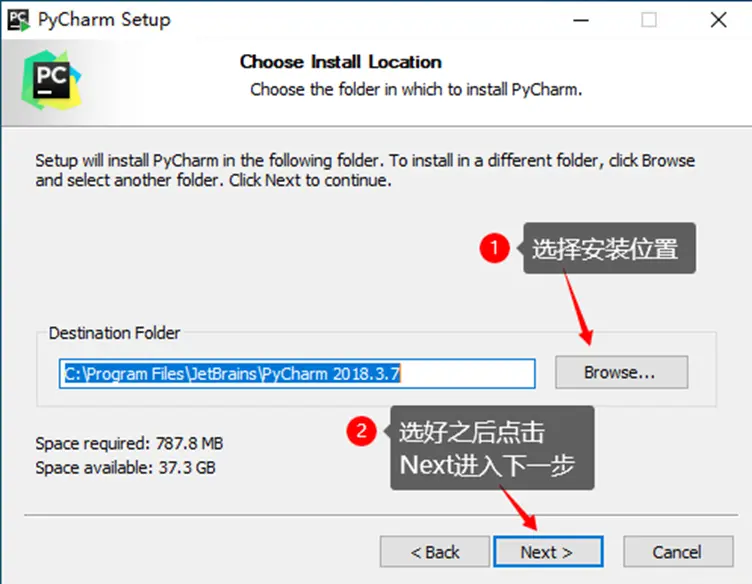 PyCharm Setup
PC
Choose Install Location
Choose the folder in which to install PyCharm.
Setup will install PyCharm in the following folder. To install in a different folder, click Browse
and select another folder. Click Next to continue.
1
选择安装位置
Destination Folder
C:\Program Files\JetBrains\PyCharm 2018.3.7
Browse...
2
选好之后点击
Next进入下一步
Space required: 787.8 MB
Space available: 37.3 GB
< Back
Next >
Cancel